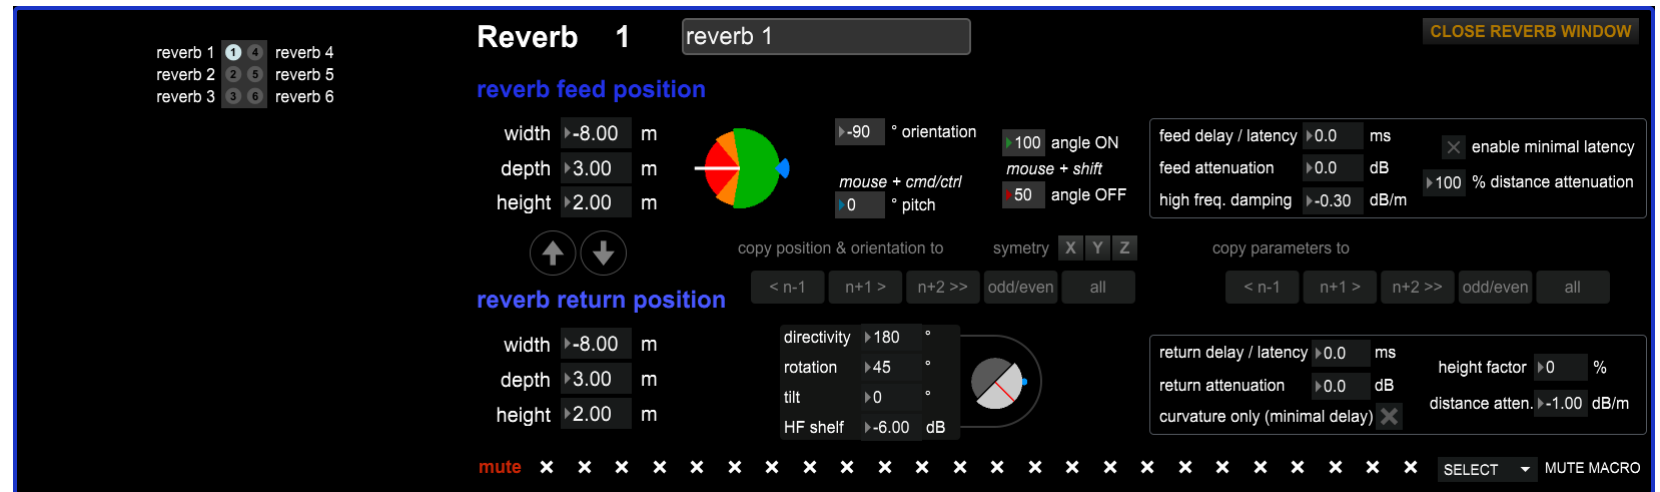 Reverb 1 reverb 1 CLOSE REVERB WINDOW
reverb 1 1 4 reverb 4
reverb 2 2 5 reverb 5
reverb 3 3 6 reverb 6
reverb feed position
width -8.00 m
depth 3.00 m
height 2.00 m
-90 ° orientation
mouse + cmd/ctrl
0 ° pitch
100 angle ON
mouse + shift
50 angle OFF
feed delay / latency 0.0 ms
feed attenuation 0.0 dB
high freq. damping -0.30 dB/m
enable minimal latency
100 % distance attenuation
copy position & orientation to symetry X Y Z
< n-1 n+1 > n+2 >> odd/even all
copy parameters to
< n-1 n+1 > n+2 >> odd/even all
reverb return position
width -8.00 m
depth 3.00 m
height 2.00 m
directivity 180 °
rotation 45 °
tilt 0 °
HF shelf -6.00 dB
return delay / latency 0.0 ms
return attenuation 0.0 dB
curvature only (minimal delay)
height factor 0 %
distance atten. -1.00 dB/m
mute SELECT MUTE MACRO